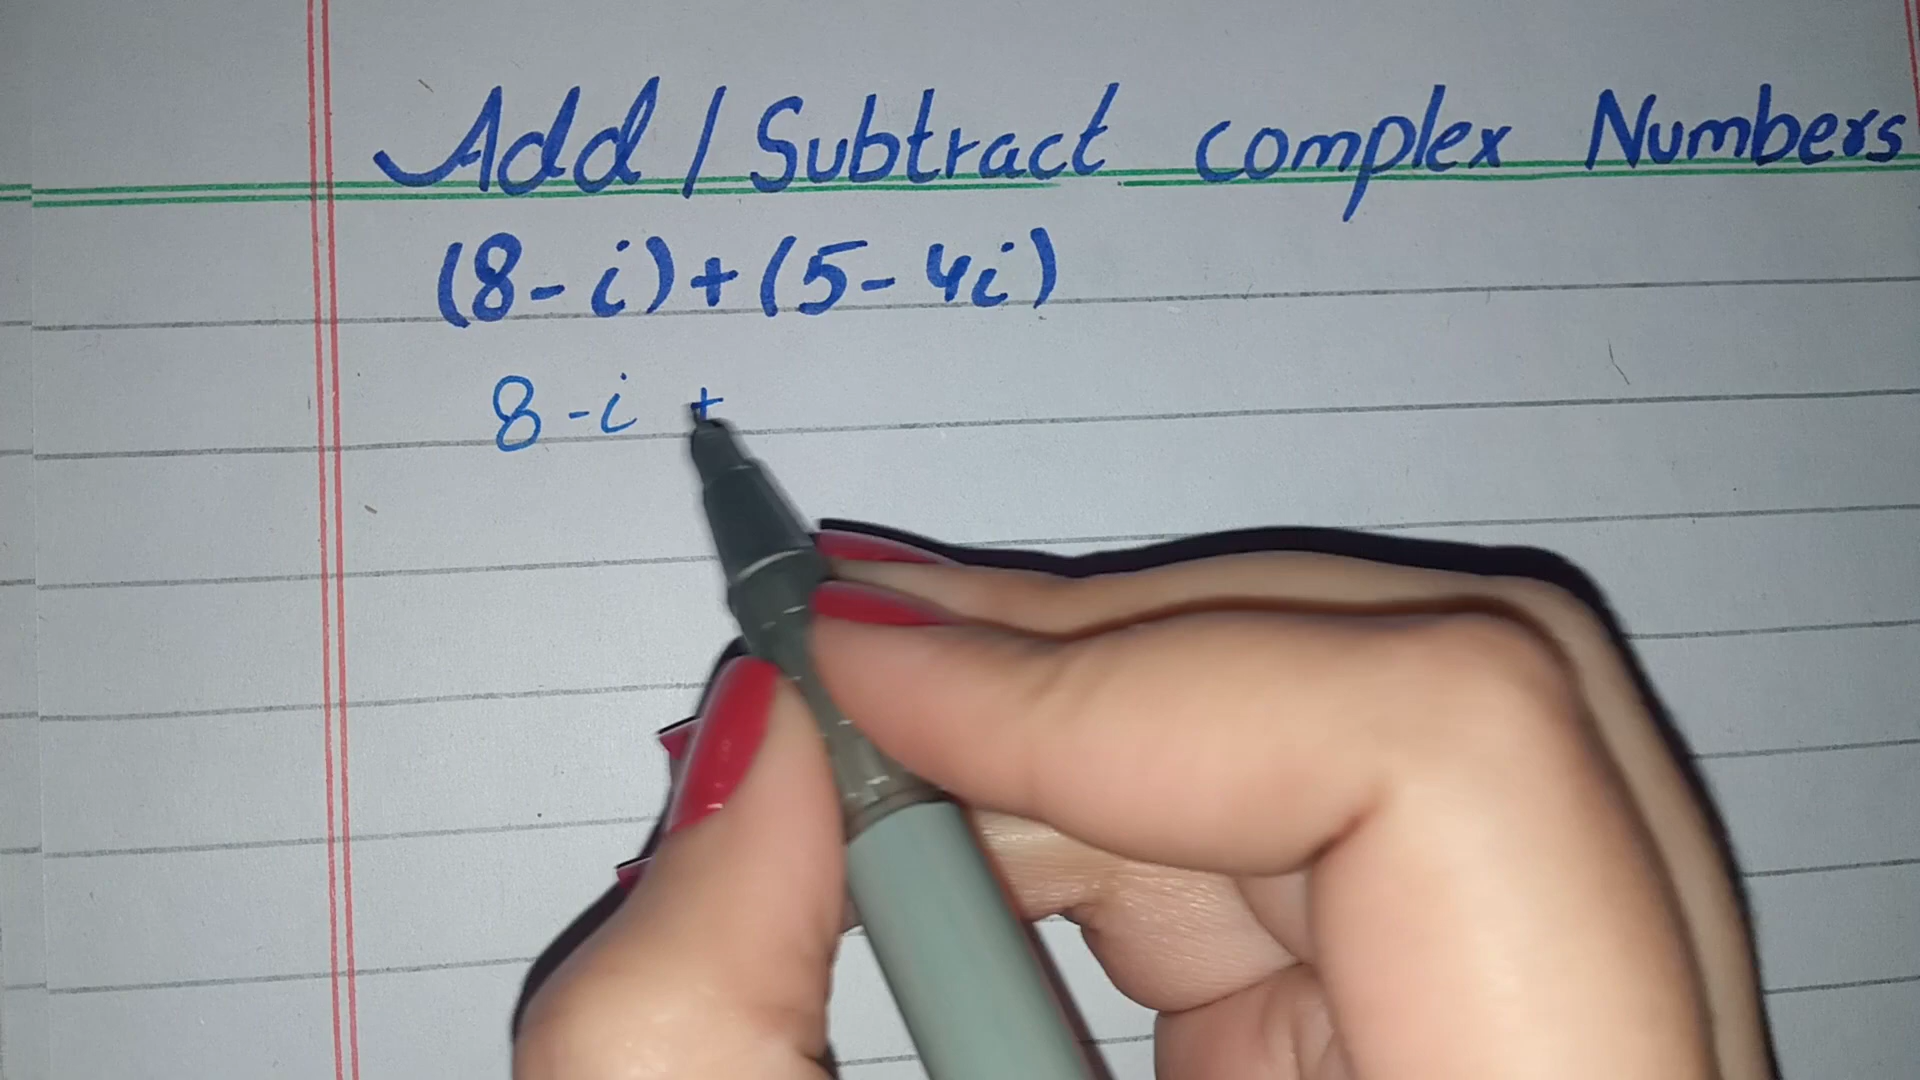 Add / Subtract complex Numbers
(8 - i) + (5 - 4i)
8 - i +